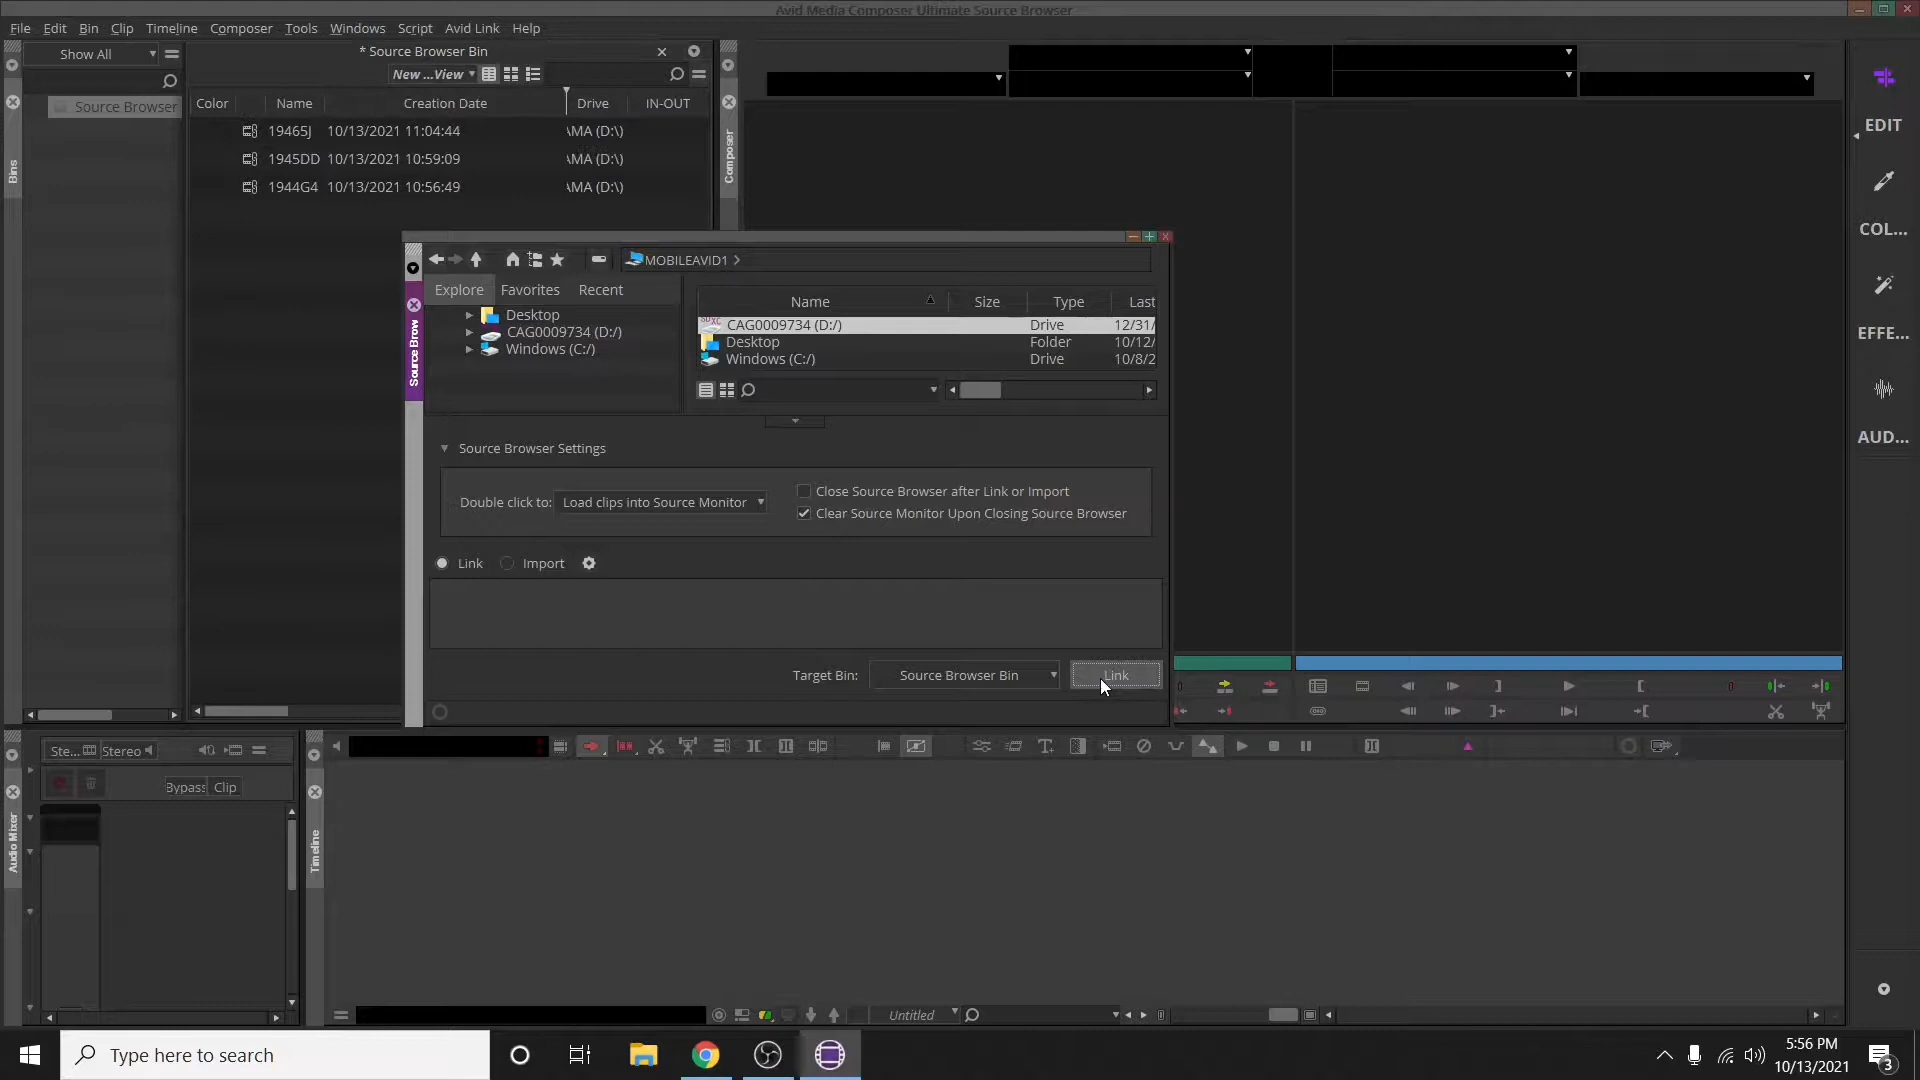 Avid Media Composer Ultimate Source Browser
File Edit Bin Clip Timeline Composer Tools Windows Script Avid Link Help
Show All
* Source Browser Bin
New ...View
Source Browser
Color Name Creation Date Drive IN-OUT
19465J 10/13/2021 11:04:44 \MA (D:\)
1945DD 10/13/2021 10:59:09 \MA (D:\)
1944G4 10/13/2021 10:56:49 \MA (D:\)
Bins
Composer
EDIT
COL...
EFFE...
AUD...
MOBILEAVID1
Explore Favorites Recent
Desktop
CAG0009734 (D:/)
Windows (C:/)
Source Brow
Name Size Type Last
CAG0009734 (D:/) Drive 12/31/
Desktop Folder 10/12/
Windows (C:/) Drive 10/8/2
Source Browser Settings
Double click to: Load clips into Source Monitor
Close Source Browser after Link or Import
Clear Source Monitor Upon Closing Source Browser
Link Import
Target Bin: Source Browser Bin Link
Ste... Stereo
Bypass Clip
Audio Mixer
Timeline
Untitled
Type here to search
5:56 PM
10/13/2021
3